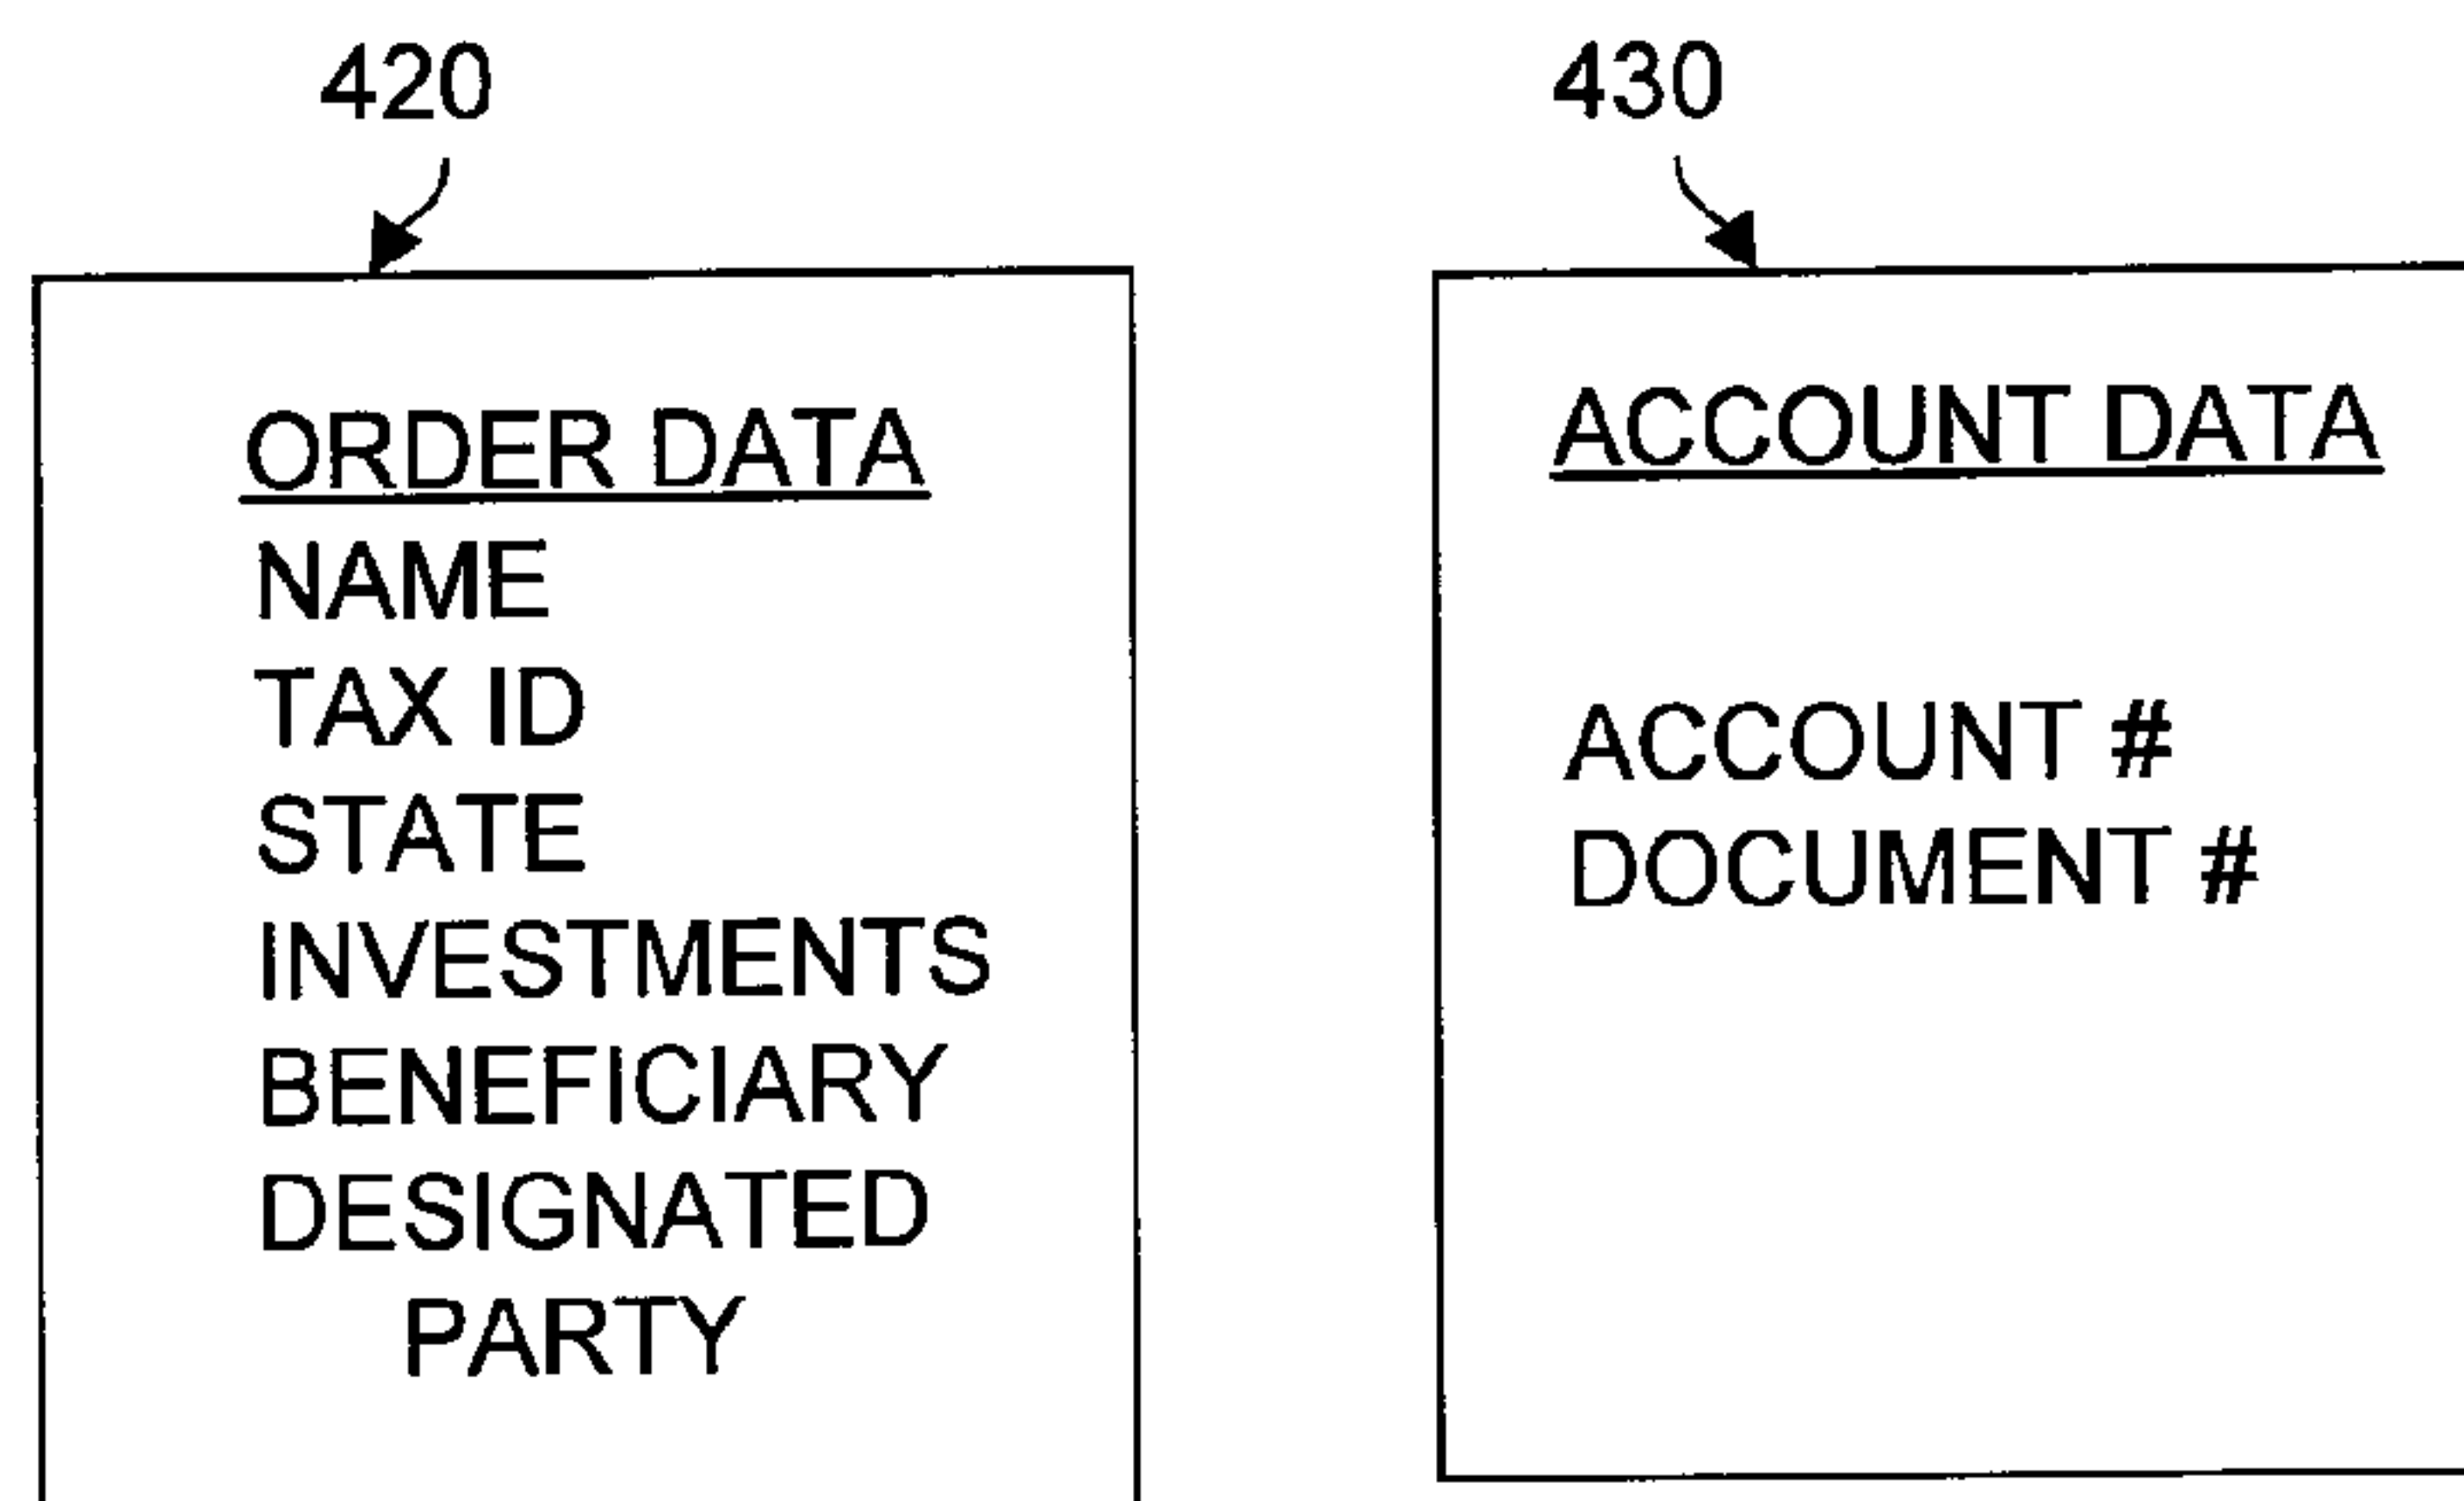 420
ORDER DATA
NAME
TAX ID
STATE
INVESTMENTS
BENEFICIARY
DESIGNATED
PARTY
430
ACCOUNT DATA
ACCOUNT #
DOCUMENT #